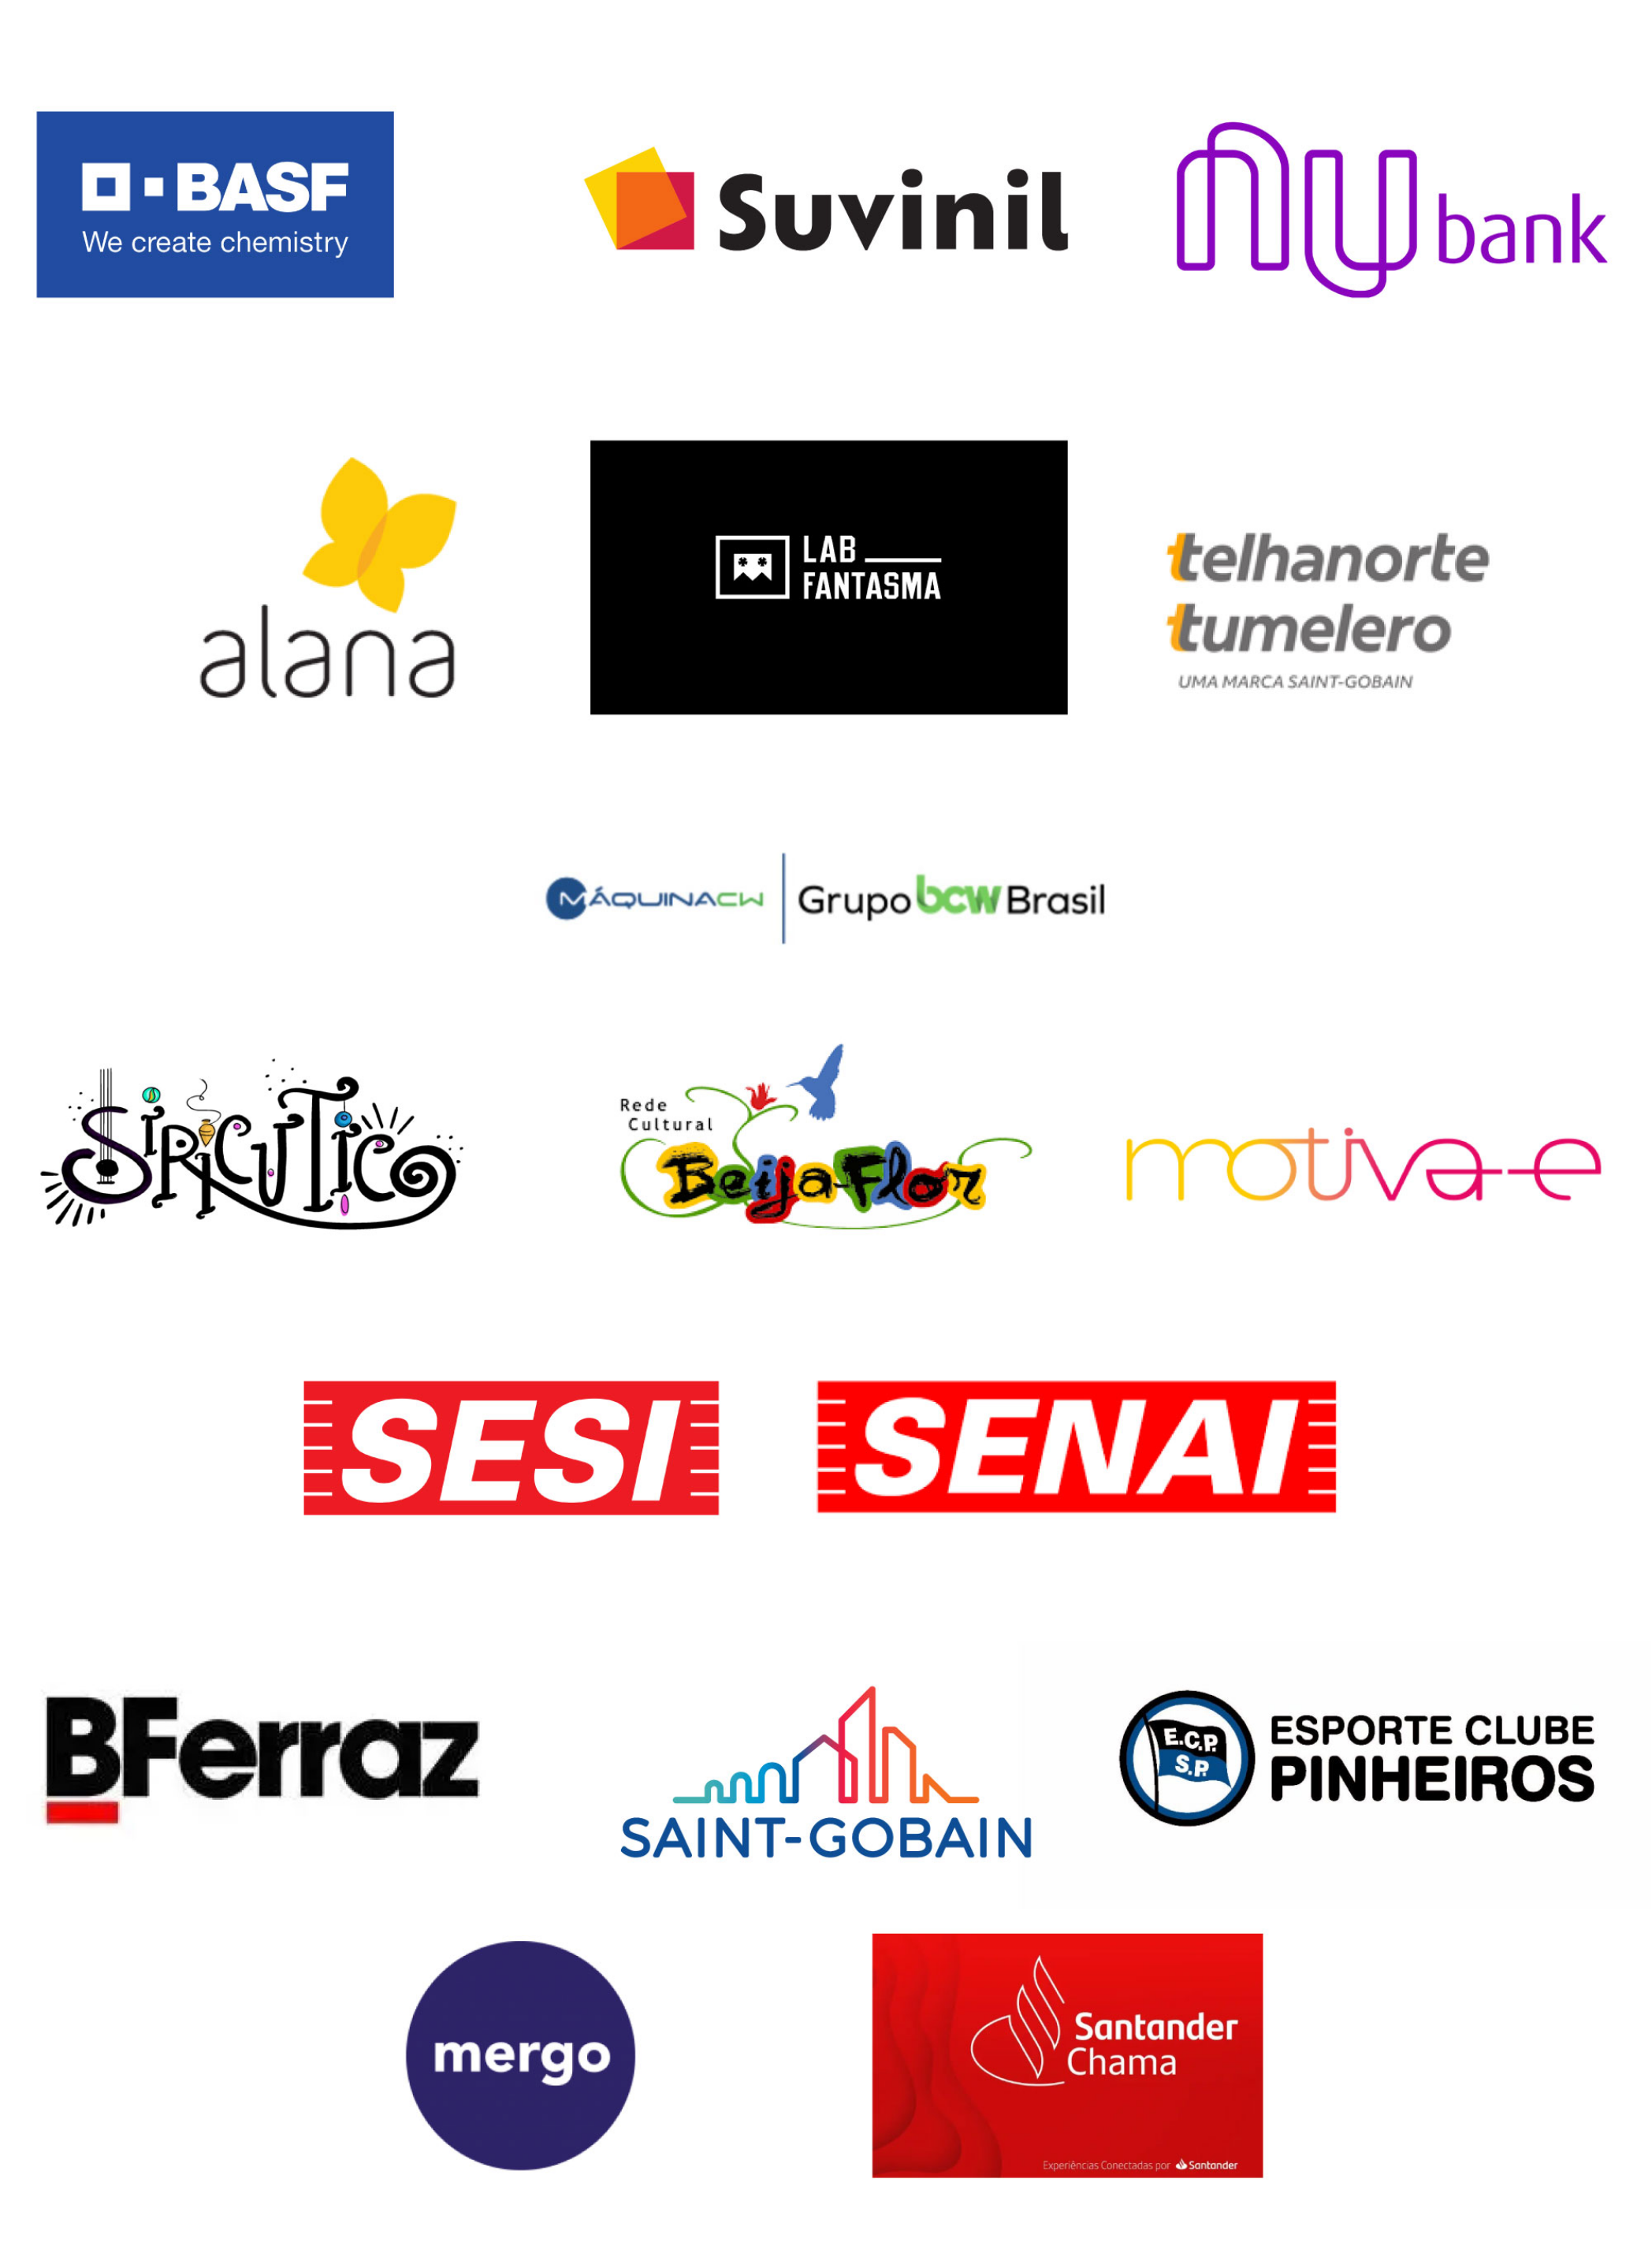 BASF
We create chemistry
Suvinil
nubank
alana
LAB
FANTASMA
telhanorte
tumelero
UMA MARCA SAINT-GOBAIN
MÁQUINACW
Grupo bcw Brasil
SIRICUTICO
Rede
Cultural
Beija-Flor
motiva-e
SESI
SENAI
BFerraz
SAINT-GOBAIN
E.C.P.
S.P.
ESPORTE CLUBE
PINHEIROS
mergo
Santander
Chama
Experiências Conectadas por Santander